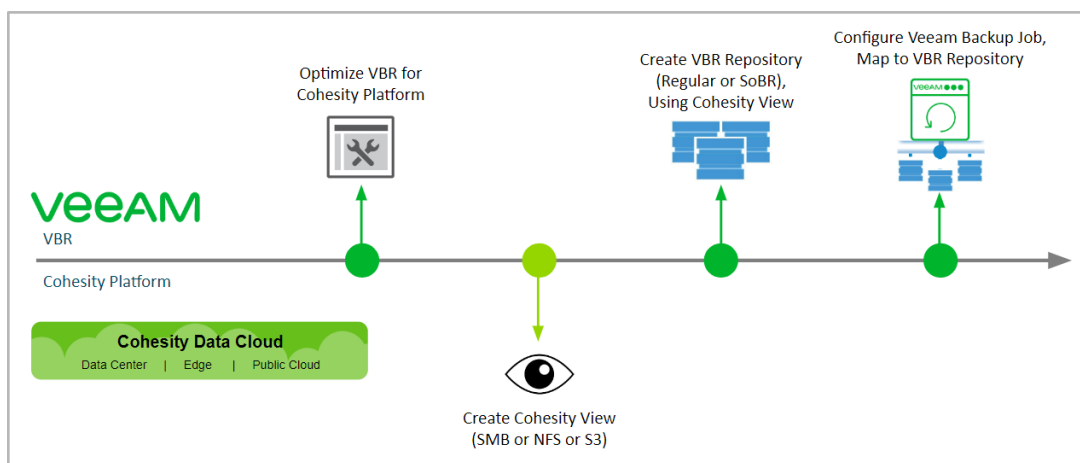 Optimize VBR for
Cohesity Platform
Create VBR Repository
(Regular or SoBR),
Using Cohesity View
Configure Veeam Backup Job,
Map to VBR Repository
VEEAM
VEEAM
VBR
Cohesity Platform
Cohesity Data Cloud
Data Center | Edge | Public Cloud
Create Cohesity View
(SMB or NFS or S3)